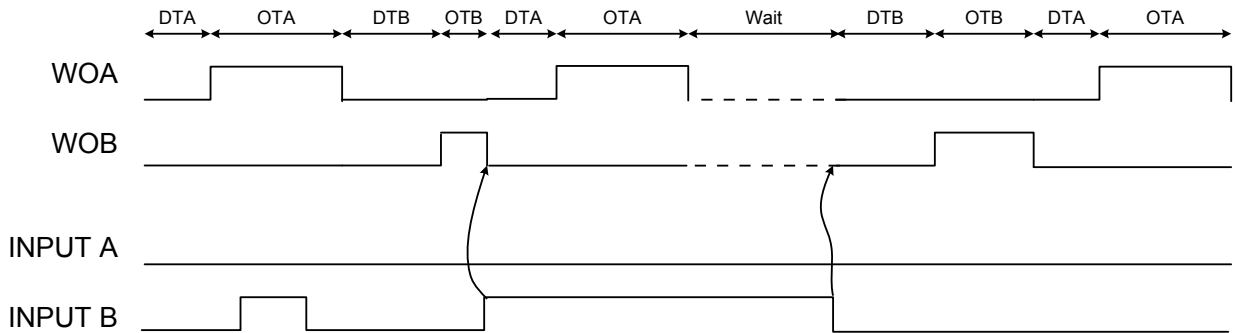 DTA OTA DTB OTB DTA OTA Wait DTB OTB DTA OTA
WOA
WOB
INPUT A
INPUT B